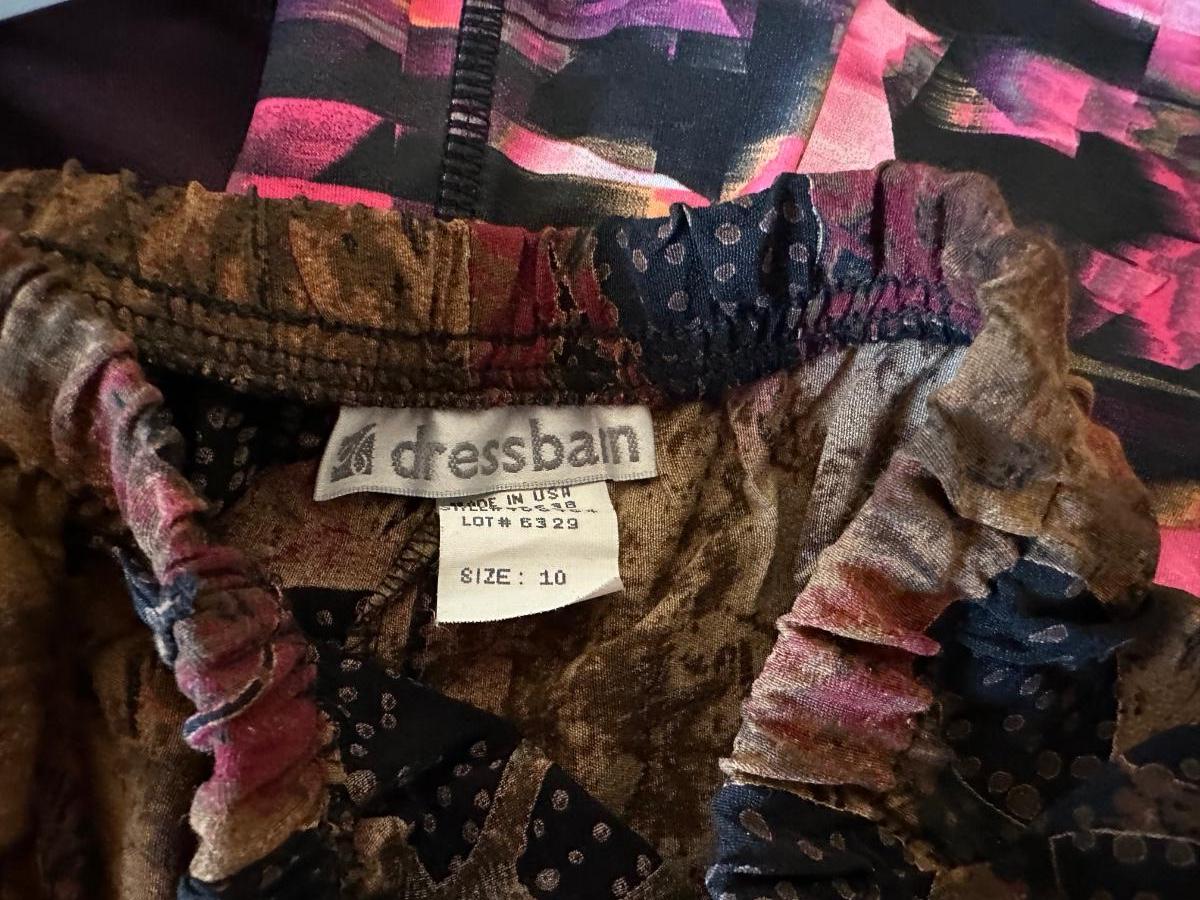 dressbarn
MADE IN USA
LOT# 6329
SIZE: 10